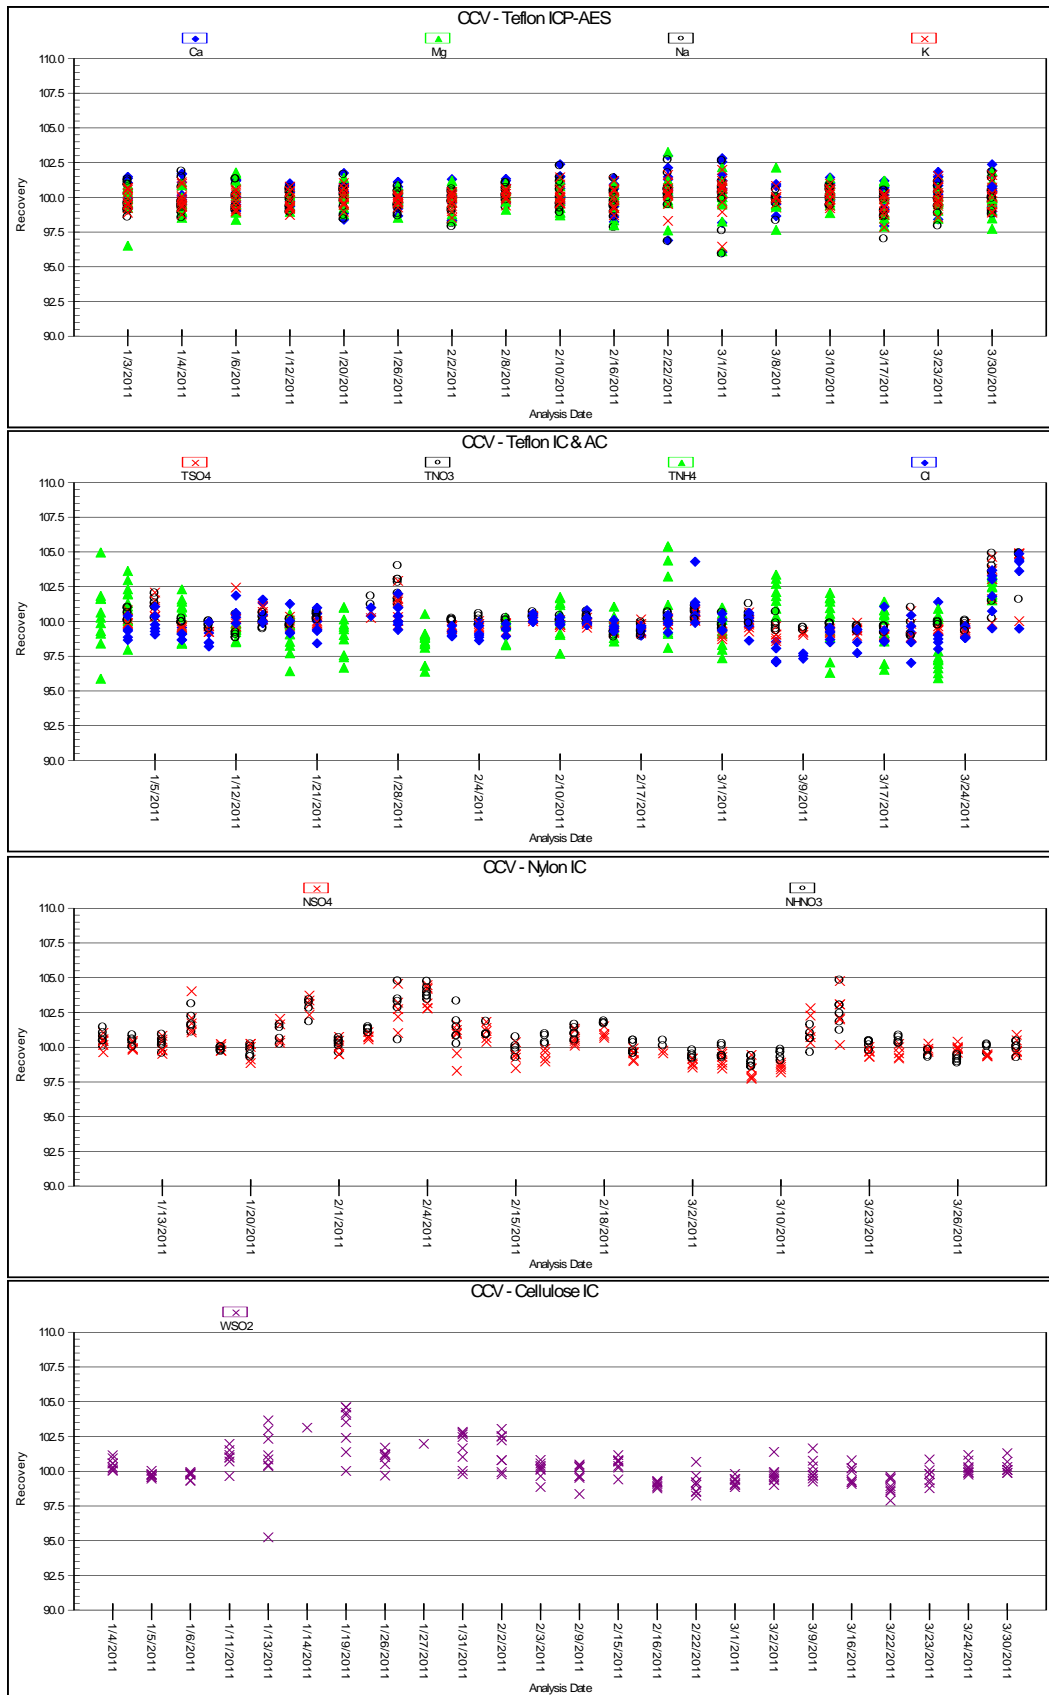 CCV - Teflon ICP-AES
Ca Mg Na K
110.0
107.5
105.0
102.5
100.0
97.5
95.0
92.5
90.0
Recovery
1/3/2011 1/4/2011 1/6/2011 1/12/2011 1/20/2011 1/26/2011 2/2/2011 2/8/2011 2/10/2011 2/16/2011 2/22/2011 3/1/2011 3/8/2011 3/10/2011 3/17/2011 3/23/2011 3/30/2011
Analysis Date
CCV - Teflon IC & AC
TSO4 TNO3 TNH4 Cl
110.0
107.5
105.0
102.5
100.0
97.5
95.0
92.5
90.0
Recovery
1/5/2011 1/12/2011 1/21/2011 1/28/2011 2/4/2011 2/10/2011 2/17/2011 3/1/2011 3/9/2011 3/17/2011 3/24/2011
Analysis Date
CCV - Nylon IC
NSO4 NHNO3
110.0
107.5
105.0
102.5
100.0
97.5
95.0
92.5
90.0
Recovery
1/13/2011 1/20/2011 2/1/2011 2/4/2011 2/15/2011 2/18/2011 3/2/2011 3/10/2011 3/23/2011 3/26/2011
Analysis Date
CCV - Cellulose IC
WSO2
110.0
107.5
105.0
102.5
100.0
97.5
95.0
92.5
90.0
Recovery
1/4/2011 1/5/2011 1/6/2011 1/11/2011 1/13/2011 1/14/2011 1/19/2011 1/26/2011 1/27/2011 1/31/2011 2/2/2011 2/3/2011 2/9/2011 2/15/2011 2/16/2011 2/22/2011 3/1/2011 3/2/2011 3/9/2011 3/16/2011 3/22/2011 3/23/2011 3/24/2011 3/30/2011
Analysis Date